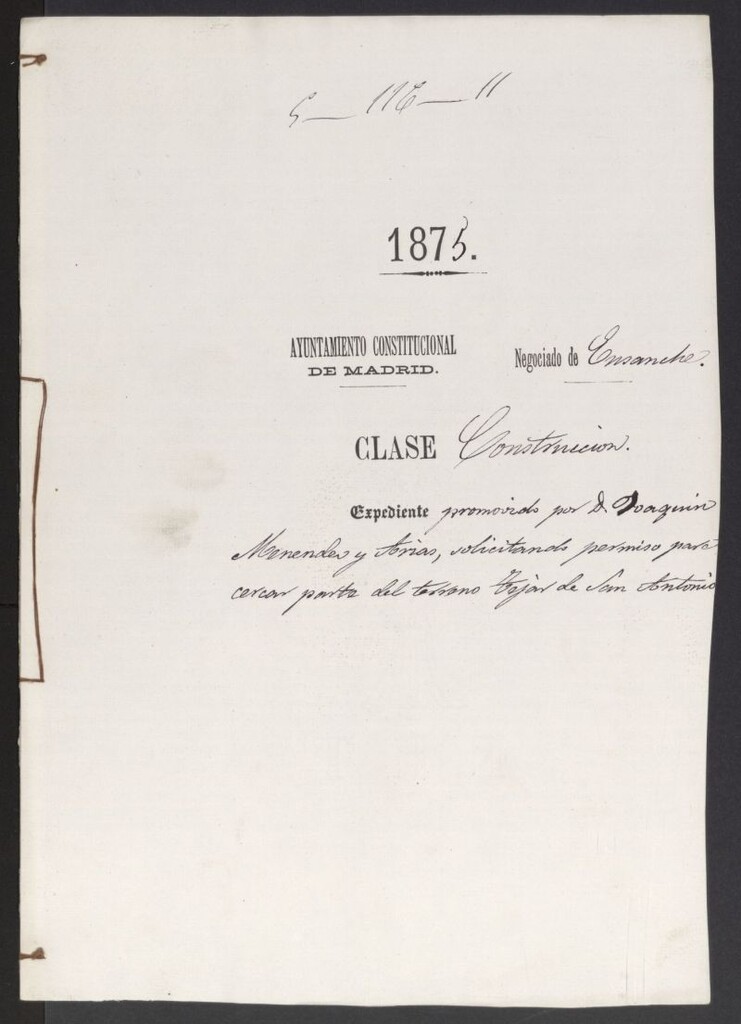 5 — 116 — 11
1875.
AYUNTAMIENTO CONSTITUCIONAL
DE MADRID.
Negociado de Ensanche.
CLASE Construccion.
Expediente promovido por D. Joaquin
Menendez y Arias, solicitando permiso para
cercar parte del terreno Tejar de San Antonio